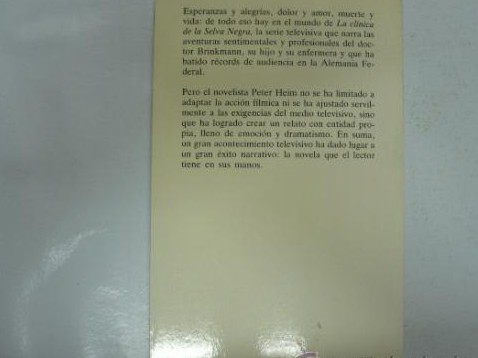 Esperanzas y alegrías, dolor y amor, muerte y
vida: de todo eso hay en el mundo de La clínica
de la Selva Negra, la serie televisiva que narra las
aventuras sentimentales y profesionales del doc-
tor Brinkmann, su hijo y su enfermera y que ha
batido récords de audiencia en la Alemania Fe-
deral.
Pero el novelista Peter Heim no se ha limitado a
adaptar la acción fílmica ni se ha ajustado servil-
mente a las exigencias del medio televisivo, sino
que ha logrado crear un relato con entidad pro-
pia, lleno de emoción y dramatismo. En suma,
un gran acontecimiento televisivo ha dado lugar a
un gran éxito narrativo: la novela que el lector
tiene en sus manos.